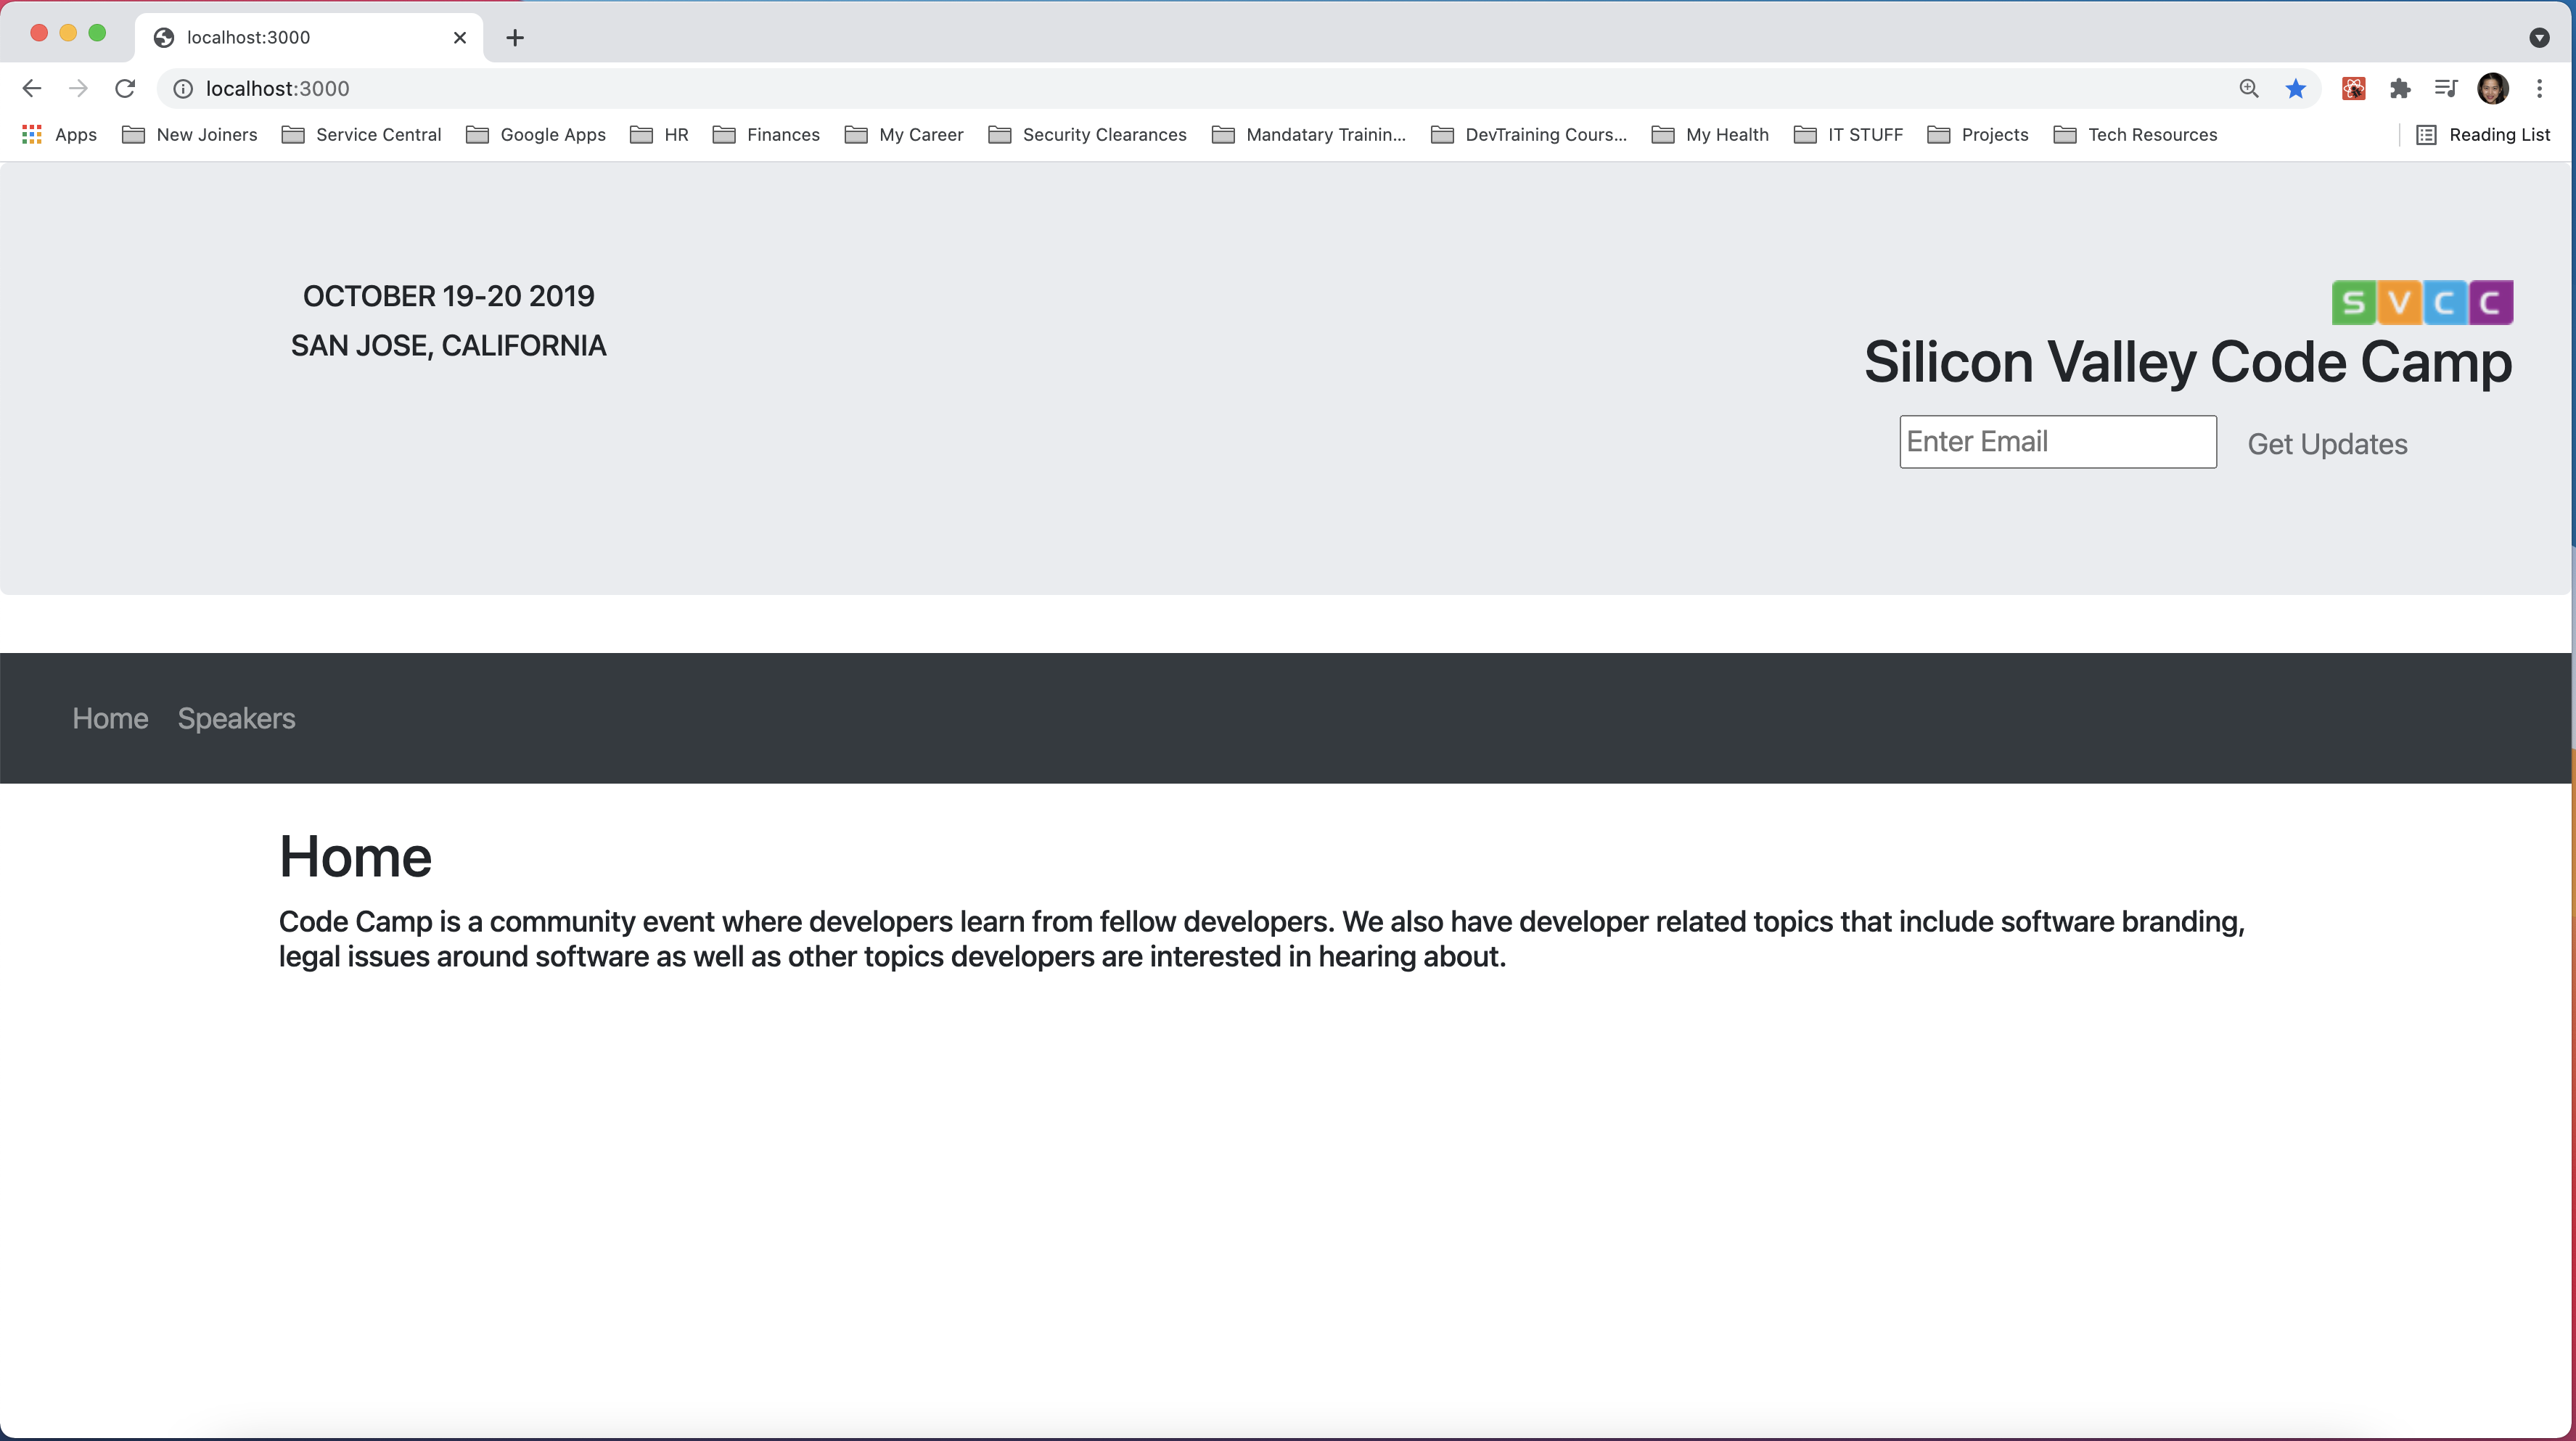 localhost:3000
localhost:3000
Apps New Joiners Service Central Google Apps HR Finances My Career Security Clearances Mandatary Trainin... DevTraining Cours... My Health IT STUFF Projects Tech Resources Reading List
OCTOBER 19-20 2019
SAN JOSE, CALIFORNIA
SVCC
Silicon Valley Code Camp
Enter Email Get Updates
Home Speakers
Home
Code Camp is a community event where developers learn from fellow developers. We also have developer related topics that include software branding,
legal issues around software as well as other topics developers are interested in hearing about.